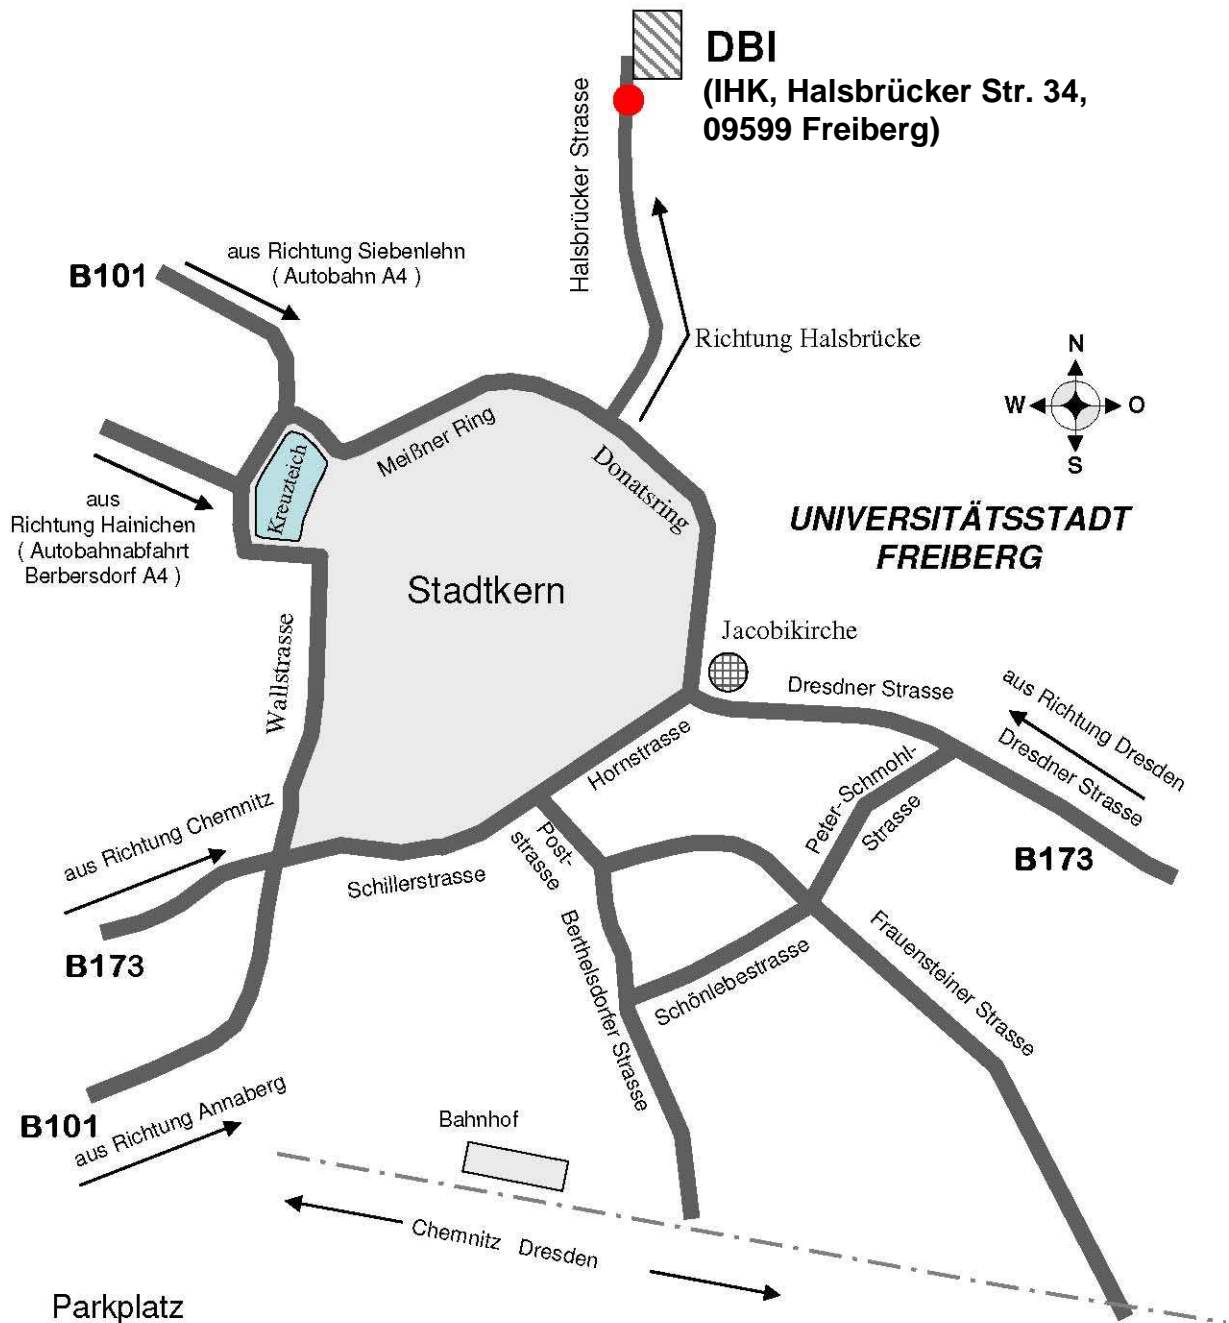 DBI
(IHK, Halsbrücker Str. 34,
09599 Freiberg)
Halsbrücker Strasse
aus Richtung Siebenlehn
( Autobahn A4 )
B101
Richtung Halsbrücke
N
W
O
S
Meißner Ring
Donatsring
Kreuzteich
aus
Richtung Hainichen
( Autobahnabfahrt
Berbersdorf A4 )
UNIVERSITÄTSSTADT
FREIBERG
Stadtkern
Jacobikirche
Wallstrasse
Dresdner Strasse
aus Richtung Dresden
Dresdner Strasse
Hornstrasse
Peter-Schmohl-
Strasse
B173
aus Richtung Chemnitz
Schillerstrasse
Post-
strasse
B173
Berthelsdorfer Strasse
Schönlebestrasse
Frauensteiner Strasse
B101
aus Richtung Annaberg
Bahnhof
Chemnitz Dresden
Parkplatz